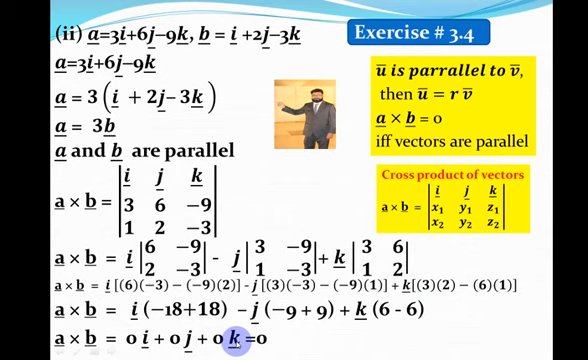 (ii) a=3i+6j-9k, b = i +2j-3k
Exercise # 3.4
a=3i+6j-9k
a = 3 ( i + 2j-3k )
a = 3b
a and b are parallel
u̅ is parrallel to v̅,
then u̅ = r v̅
a × b = 0
iff vectors are parallel
Cross product of vectors
a × b = | i j k |
| x₁ y₁ z₁ |
| x₂ y₂ z₂ |
a × b = | i j k |
| 3 6 -9 |
| 1 2 -3 |
a × b = i | 6 -9 | - j | 3 -9 | + k | 3 6 |
| 2 -3 | | 1 -3 | | 1 2 |
a × b = i [(6)(-3) - (-9)(2)] - j [(3)(-3) - (-9)(1)] + k[(3)(2) - (6)(1)]
a × b = i (-18+18) - j (-9 + 9) + k (6 - 6)
a × b = 0 i + 0 j + 0 k =0